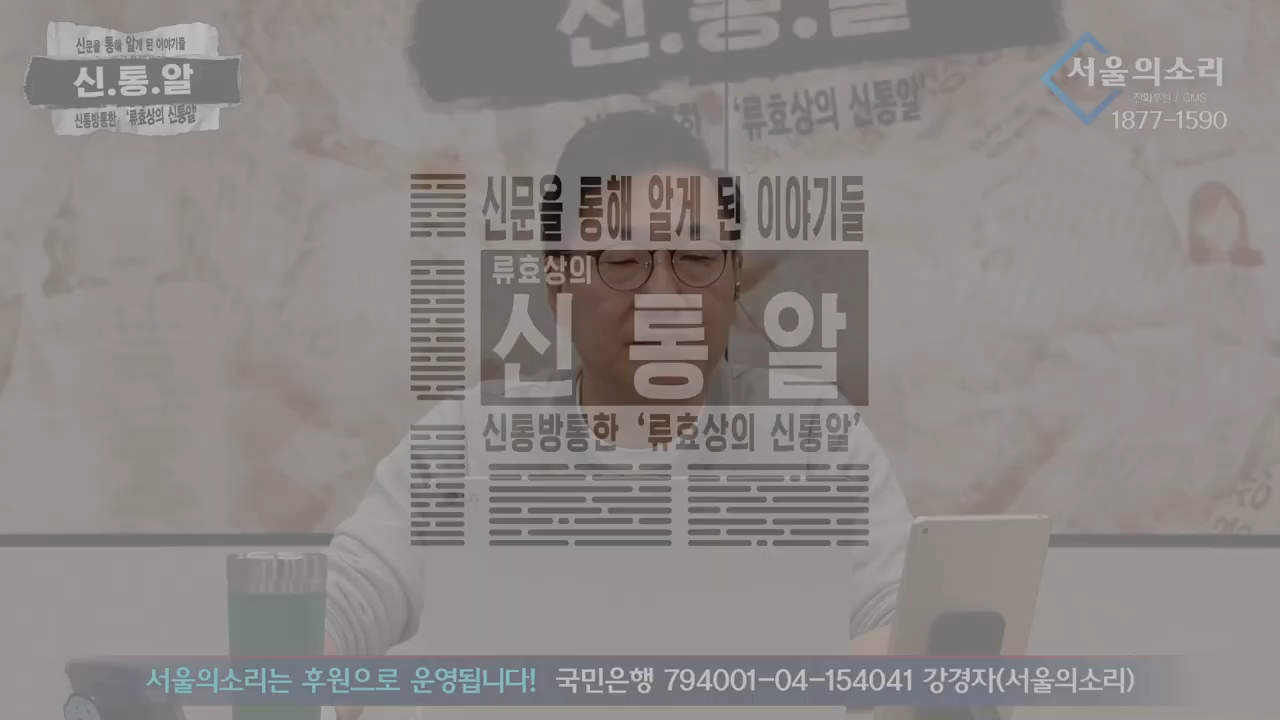 신문을 통해 알게 된 이야기들
신.통.알
신통방통한 '류효상의 신통알'
신.통.알
'류효상의 신통알'
서울의소리
전화후원 / CMS
1877-1590
신문을 통해 알게 된 이야기들
류효상의
신통알
신통방통한 '류효상의 신통알'
서울의소리는 후원으로 운영됩니다! 국민은행 794001-04-154041 강경자(서울의소리)